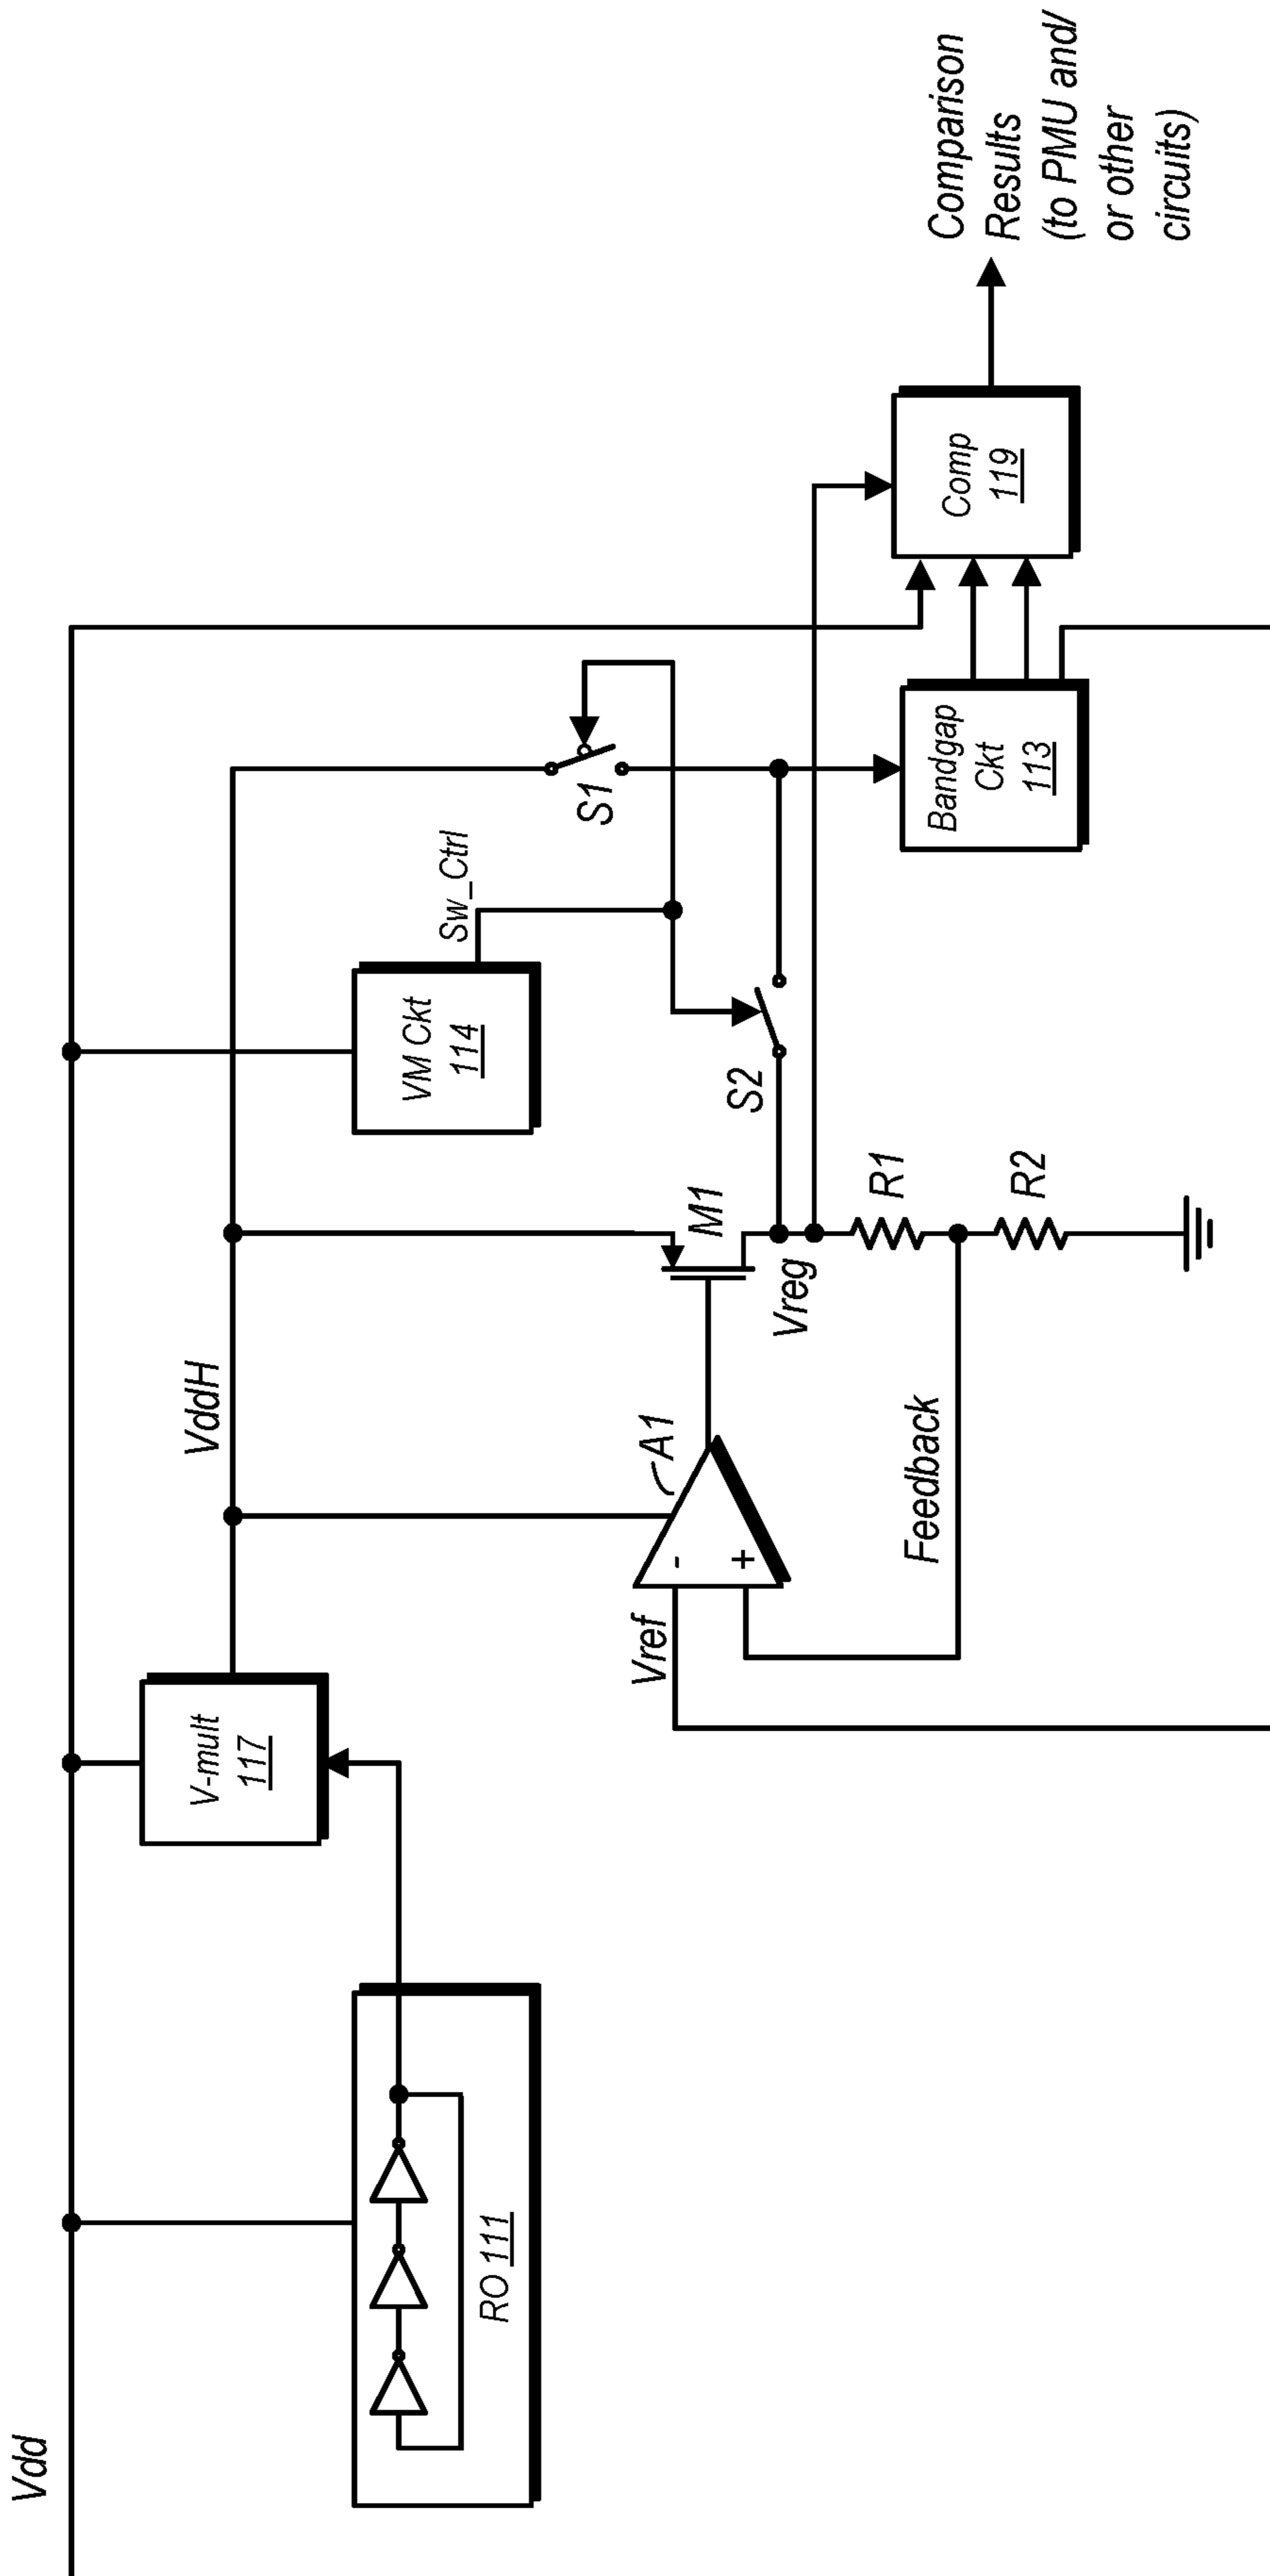 Vdd
RO 111
V-mult
117
VddH
Vref
-
+
A1
Feedback
M1
Vreg
R1
R2
VM Ckt
114
Sw_Ctrl
S1
S2
Bandgap
Ckt
113
Comp
119
Comparison
Results
(to PMU and/
or other
circuits)